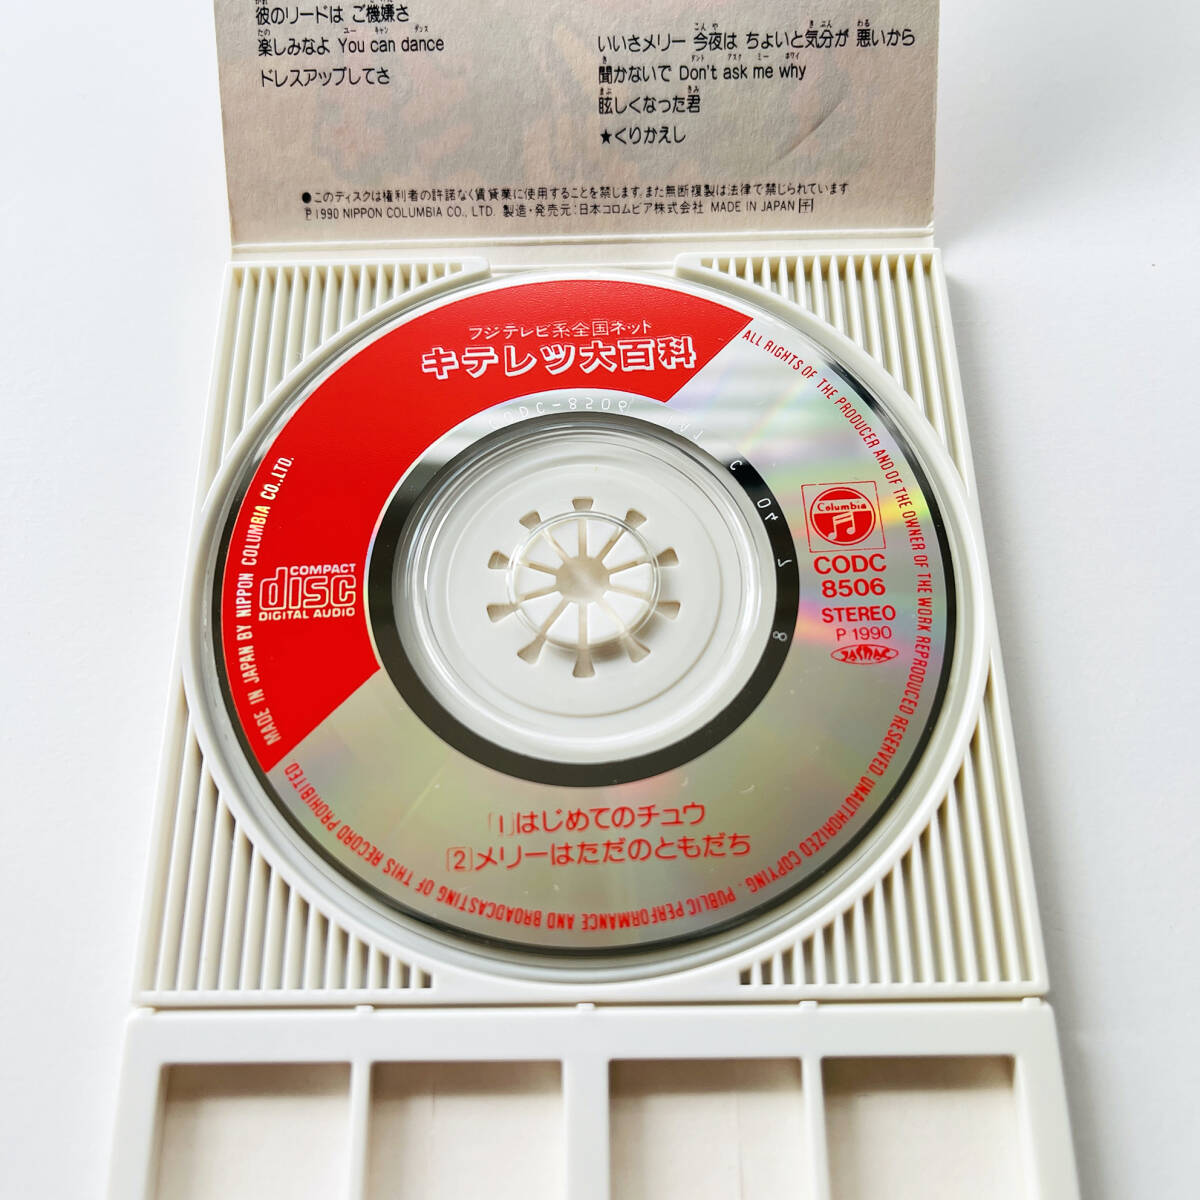 彼のリードは ご機嫌さ
楽しみなよ You can dance
ドレスアップしてさ
いいさメリー 今夜は ちょいと気分が 悪いから
聞かないで Don't ask me why
眩しくなった君
★くりかえし
●このディスクは権利者の許諾なく賃貸業に使用することを禁じます。また無断複製は法律で禁じられています
℗1990 NIPPON COLUMBIA CO., LTD. 製造・発売元:日本コロムビア株式会社 MADE IN JAPAN
フジテレビ系全国ネット
キテレツ大百科
CODC-8506
COMPACT
disc
DIGITAL AUDIO
Columbia
CODC
8506
STEREO
P 1990
JASRAC
[1]はじめてのチュウ
[2]メリーはただのともだち
MADE IN JAPAN BY NIPPON COLUMBIA CO.,LTD.
ALL RIGHTS OF THE PRODUCER AND OF THE OWNER OF THE WORK REPRODUCED RESERVED. UNAUTHORIZED COPYING · PUBLIC PERFORMANCE AND BROADCASTING OF THIS RECORD PROHIBITED